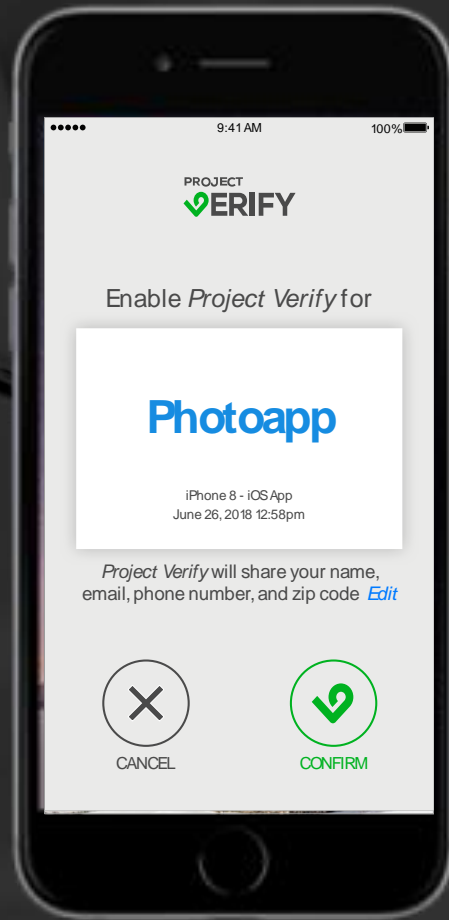 9:41 AM 100%
PROJECT
VERIFY
Enable Project Verify for
Photoapp
iPhone 8 - iOS App
June 26, 2018 12:58pm
Project Verify will share your name,
email, phone number, and zip code Edit
CANCEL CONFIRM